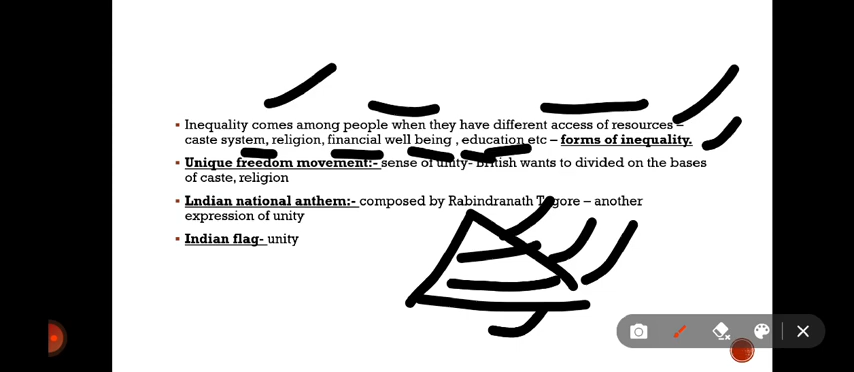 ▪ Inequality comes among people when they have different access of resources –
caste system, religion, financial well being , education etc – forms of inequality.
▪ Unique freedom movement:- sense of unity- British wants to divided on the bases
of caste, religion
▪ Lndian national anthem:- composed by Rabindranath Tagore – another
expression of unity
▪ Indian flag- unity